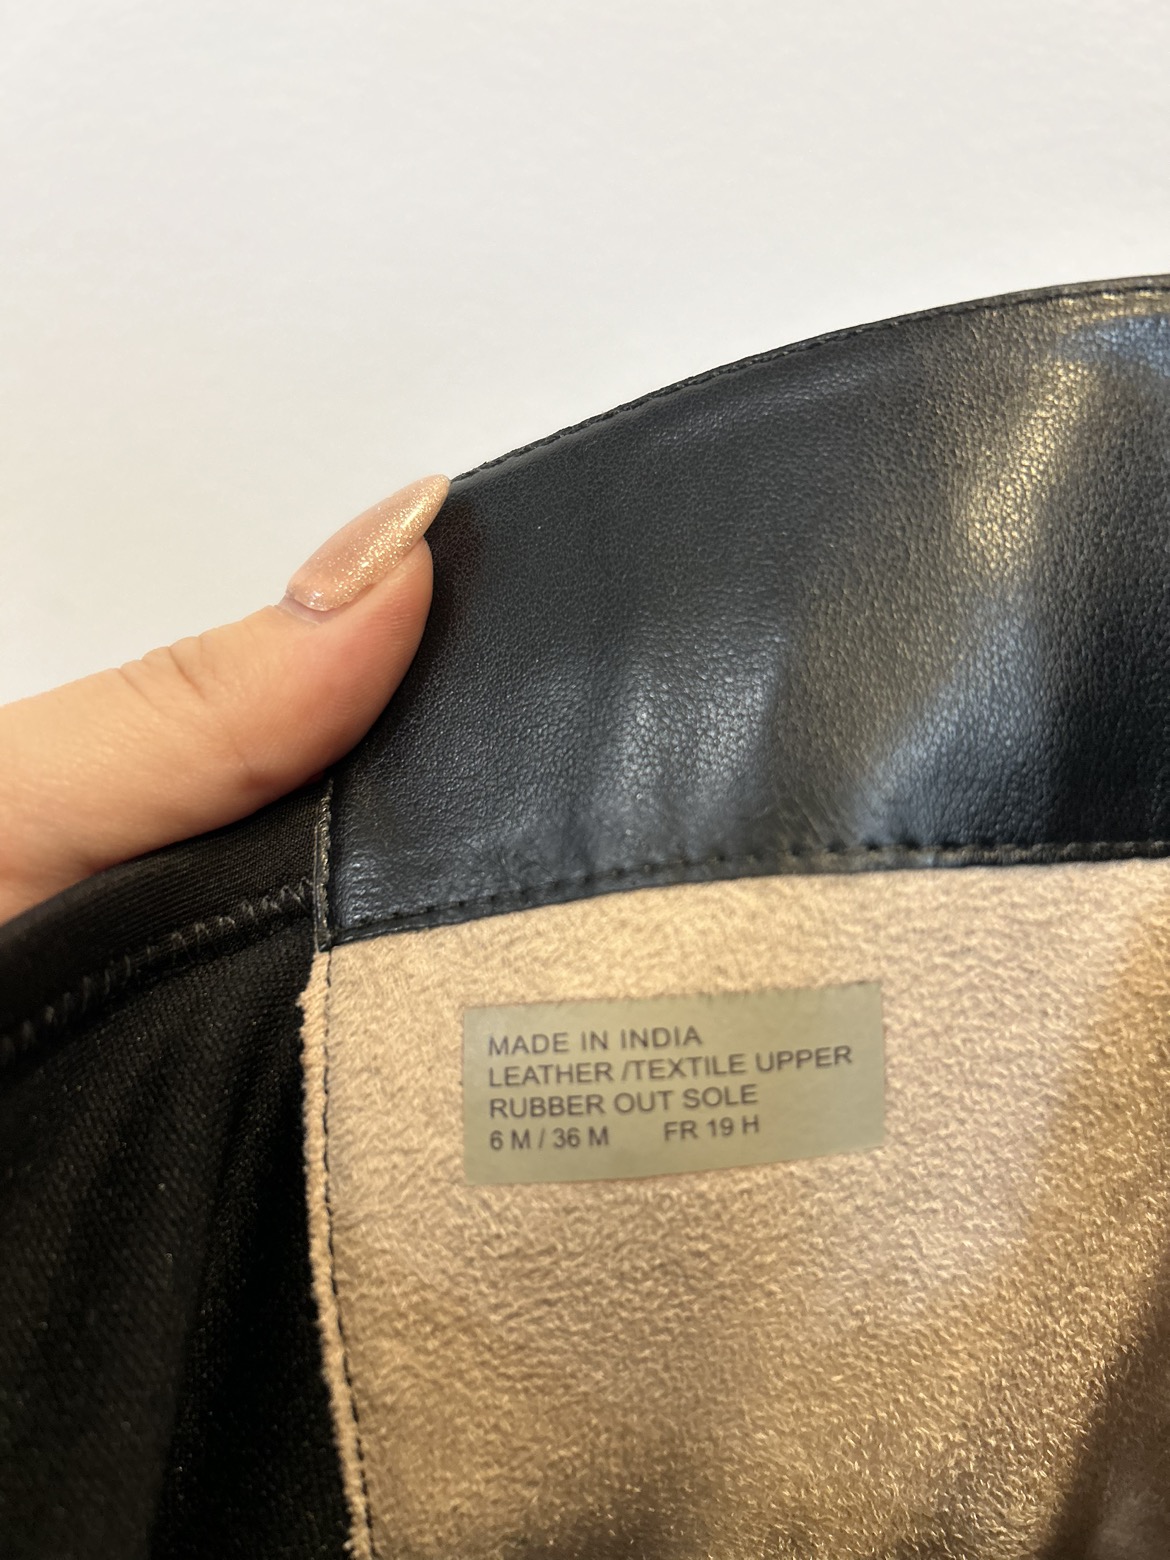 MADE IN INDIA
LEATHER /TEXTILE UPPER
RUBBER OUT SOLE
6 M / 36 M FR 19 H